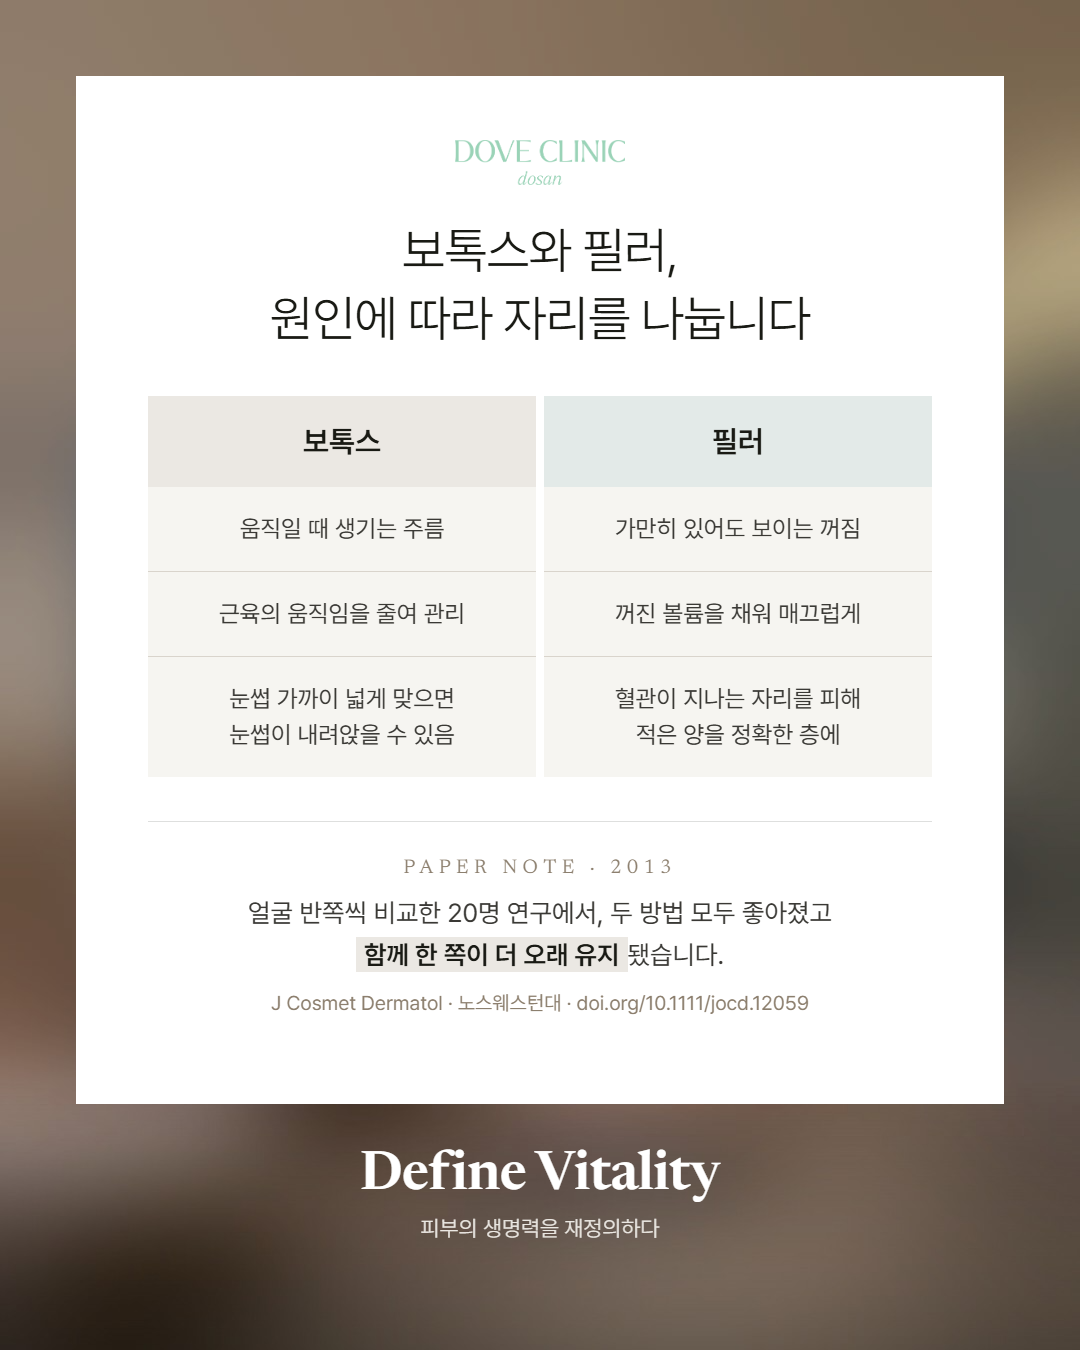 DOVE CLINIC
dosan
보톡스와 필러,
원인에 따라 자리를 나눕니다
보톡스
필러
움직일 때 생기는 주름
가만히 있어도 보이는 꺼짐
근육의 움직임을 줄여 관리
꺼진 볼륨을 채워 매끄럽게
눈썹 가까이 넓게 맞으면
눈썹이 내려앉을 수 있음
혈관이 지나는 자리를 피해
적은 양을 정확한 층에
PAPER NOTE · 2013
얼굴 반쪽씩 비교한 20명 연구에서, 두 방법 모두 좋아졌고
함께 한 쪽이 더 오래 유지됐습니다.
J Cosmet Dermatol · 노스웨스턴대 · doi.org/10.1111/jocd.12059
Define Vitality
피부의 생명력을 재정의하다